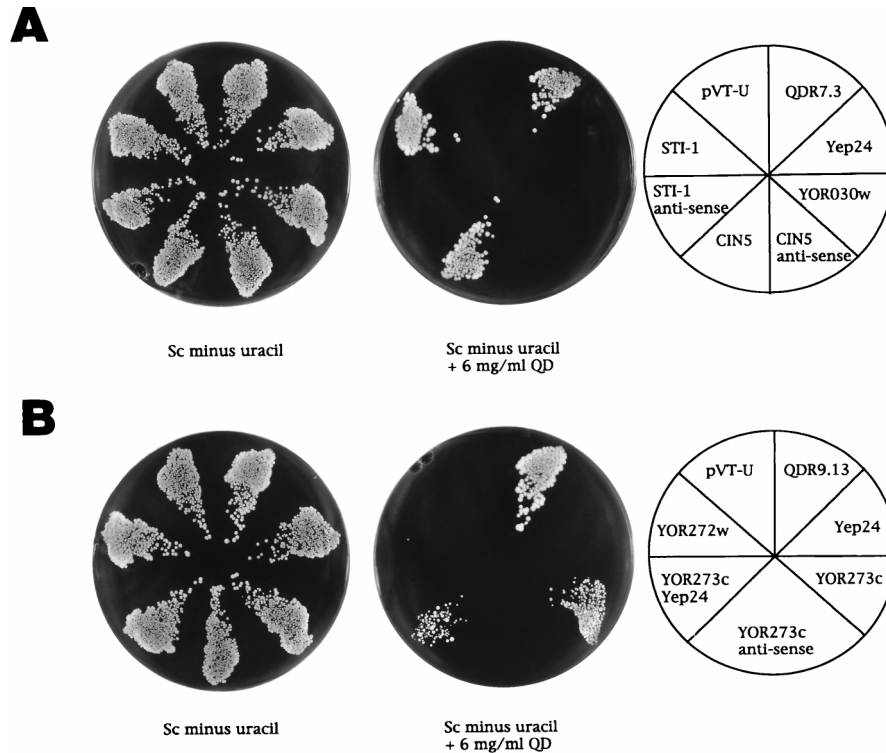 A
pVT-U
QDR7.3
STI-1
Yep24
STI-1
anti-sense
YOR030w
CIN5
CIN5
anti-sense
Sc minus uracil
Sc minus uracil
+ 6 mg/ml QD
B
pVT-U
QDR9.13
YOR272w
Yep24
YOR273c
Yep24
YOR273c
YOR273c
anti-sense
Sc minus uracil
Sc minus uracil
+ 6 mg/ml QD